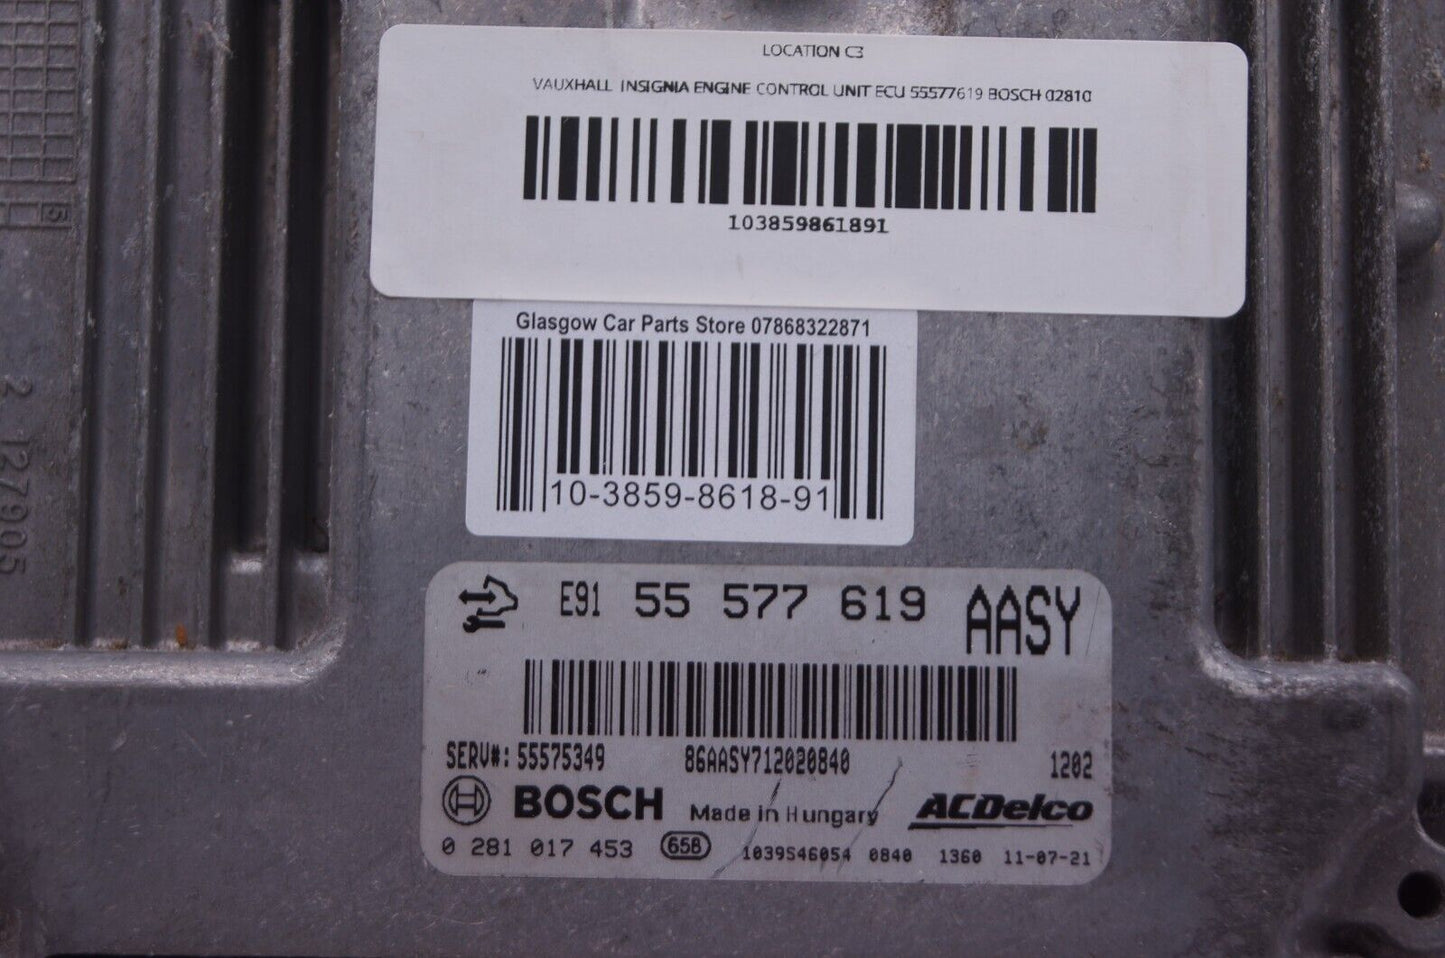 LOCATION C3
VAUXHALL INSIGNIA ENGINE CONTROL UNIT ECU 55577619 BOSCH 02810
103859861891
Glasgow Car Parts Store 07868322871
10-3859-8618-91
E91 55 577 619 AASY
SERV#: 55575349 86AASY712020840 1202
BOSCH Made in Hungary ACDelco
0 281 017 453 658 1039S46054 0840 1360 11-07-21
5
2 127905